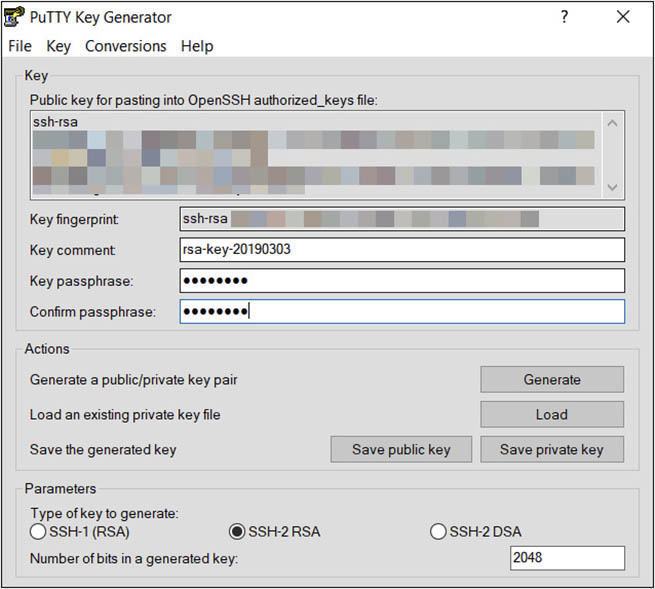 PuTTY Key Generator
File Key Conversions Help
Key
Public key for pasting into OpenSSH authorized_keys file:
ssh-rsa
Key fingerprint: ssh-rsa
Key comment: rsa-key-20190303
Key passphrase: ●●●●●●●●
Confirm passphrase: ●●●●●●●●
Actions
Generate a public/private key pair Generate
Load an existing private key file Load
Save the generated key Save public key Save private key
Parameters
Type of key to generate:
SSH-1 (RSA) SSH-2 RSA SSH-2 DSA
Number of bits in a generated key: 2048